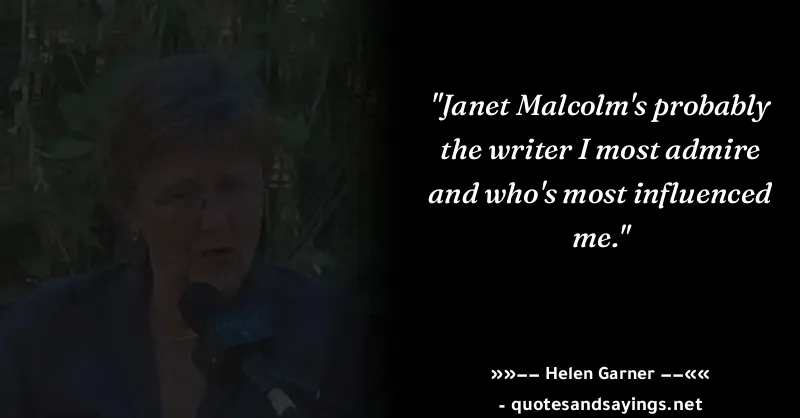 "Janet Malcolm's probably
the writer I most admire
and who's most influenced
me."
»»–– Helen Garner ––««
- quotesandsayings.net